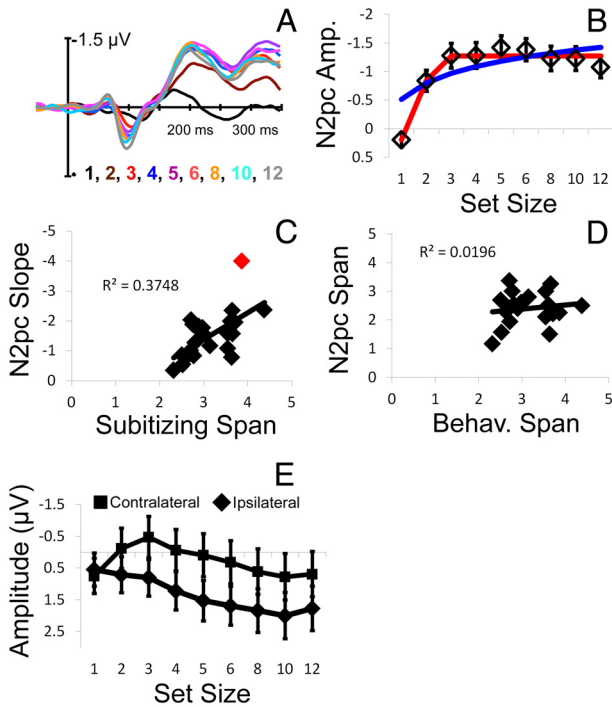 A
-1.5 µV
200 ms
300 ms
1, 2, 3, 4, 5, 6, 8, 10, 12
B
N2pc Amp.
-2
-1.5
-1
-0.5
0
0.5
1 2 3 4 5 6 8 10 12
Set Size
C
N2pc Slope
-5
-4
-3
-2
-1
0
R² = 0.3748
0 1 2 3 4 5
Subitizing Span
D
N2pc Span
5
4
3
2
1
0
R² = 0.0196
0 1 2 3 4 5
Behav. Span
E
Amplitude (µV)
-1.5
-0.5
0.5
1.5
2.5
Contralateral Ipsilateral
1 2 3 4 5 6 8 10 12
Set Size